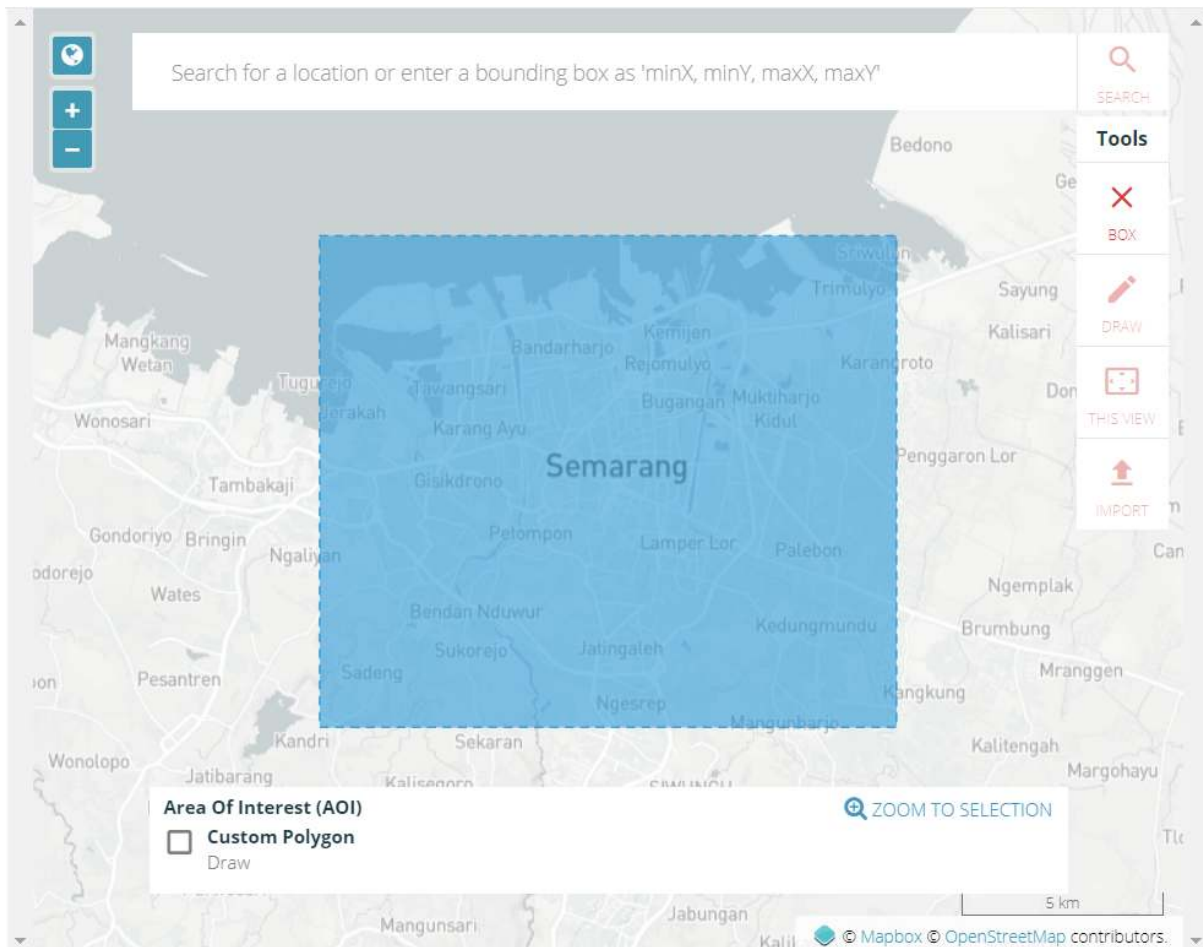 Search for a location or enter a bounding box as 'minX, minY, maxX, maxY'
SEARCH
+
−
Tools
Bedono
BOX
Sriwulun
Trimulyo
Sayung
DRAW
Kemijen
Kalisari
Mangkang
Wetan
Bandarharjo
Rejomulyo
Karangroto
Tugurejo
Tawangsari
Jerakah
Bugangan
Muktiharjo
Kidul
THIS VIEW
Wonosari
Karang Ayu
Semarang
Penggaron Lor
Tambakaji
Gisikdrono
IMPORT
Gondoriyo
Bringin
Ngaliyan
Petompon
Lamper Lor
Palebon
Wates
Ngemplak
Bendan Nduwur
Kedungmundu
Brumbung
Sukorejo
Jatingaleh
Pesantren
Sadeng
Mranggen
Ngesrep
Kangkung
Mangunharjo
Kandri
Sekaran
Kalitengah
Wonolopo
Jatibarang
Margohayu
Area Of Interest (AOI)
ZOOM TO SELECTION
Custom Polygon
Draw
5 km
Mangunsari
Jabungan
© Mapbox © OpenStreetMap contributors.